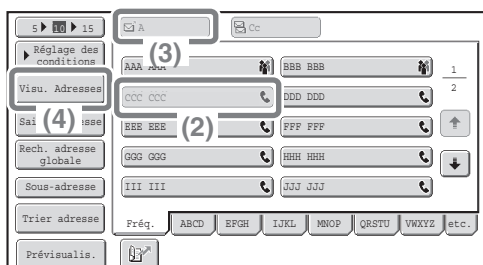 5 10 15
A
Cc
Réglage des
conditions
(3)
AAA AAA
BBB BBB
1
2
Visu. Adresses
(4)
CCC CCC
(2)
DDD DDD
EEE EEE
FFF FFF
Rech. adresse
globale
GGG GGG
HHH HHH
Sous-adresse
III III
JJJ JJJ
Trier adresse
Fréq.
ABCD
EFGH
IJKL
MNOP
QRSTU
VWXYZ
etc.
Prévisualis.